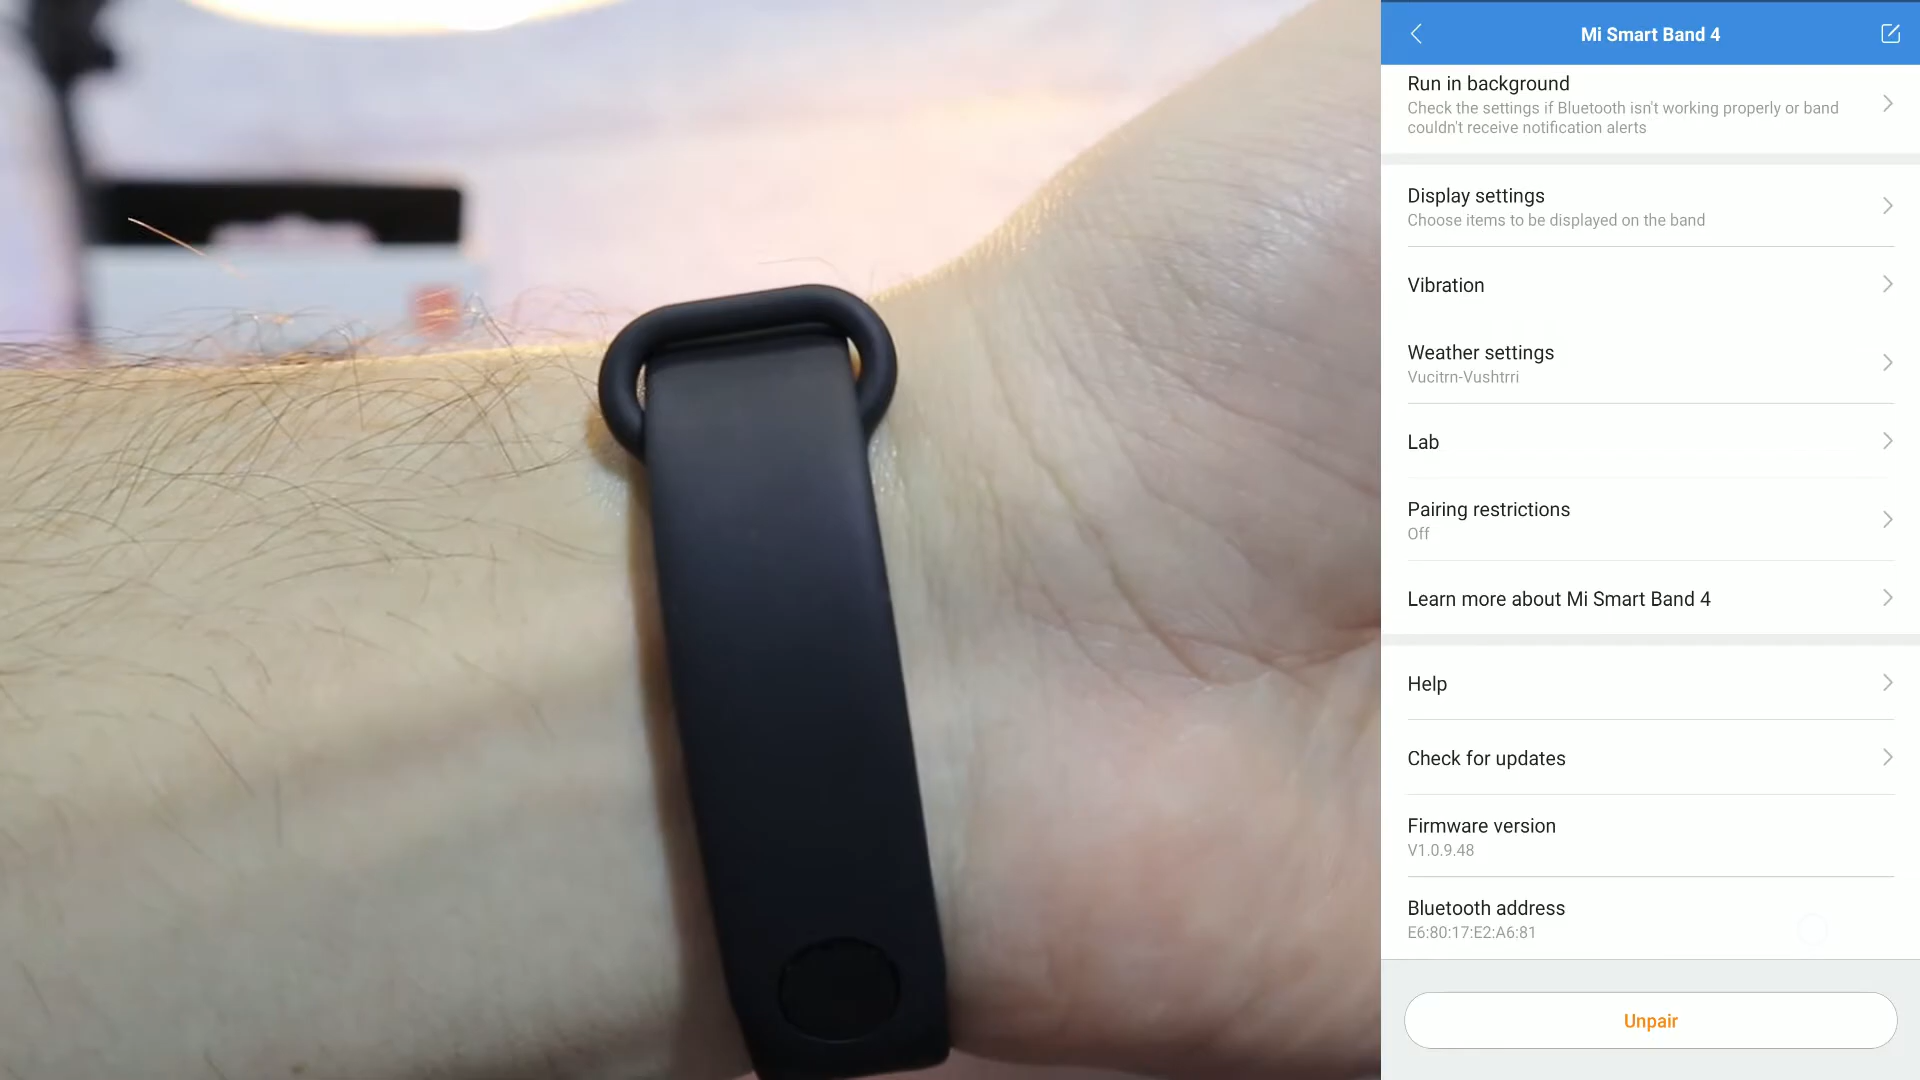 Mi Smart Band 4
Run in background
Check the settings if Bluetooth isn't working properly or band
couldn't receive notification alerts
Display settings
Choose items to be displayed on the band
Vibration
Weather settings
Vucitrn-Vushtrri
Lab
Pairing restrictions
Off
Learn more about Mi Smart Band 4
Help
Check for updates
Firmware version
V1.0.9.48
Bluetooth address
E6:80:17:E2:A6:81
Unpair